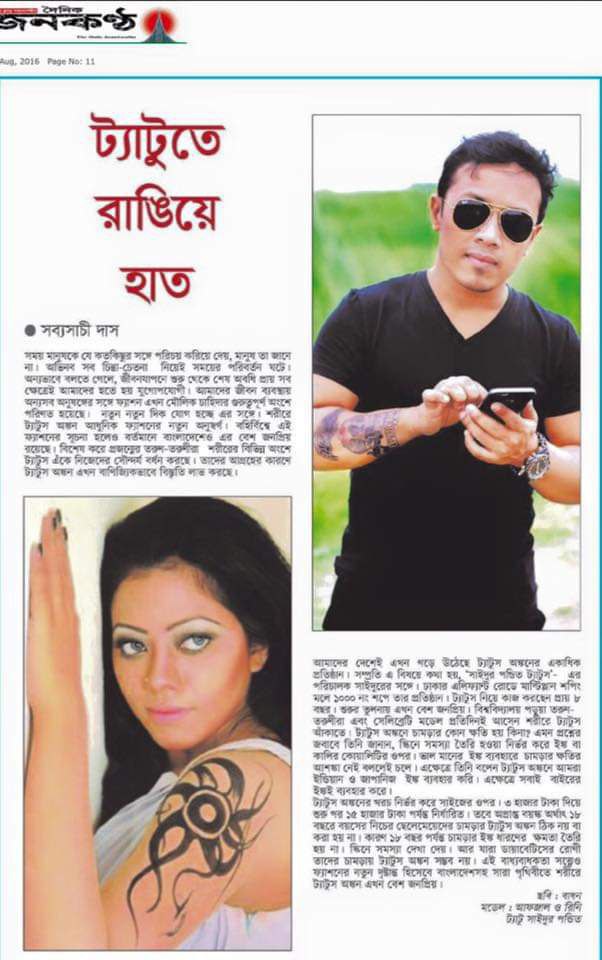 দৈনিক
জনকণ্ঠ
The Daily Janakantha
Aug, 2016 Page No: 11
ট্যাটুতে
রাঙিয়ে
হাত
● সব্যসাচী দাস
সময় মানুষকে যে কতকিছুর সঙ্গে পরিচয় করিয়ে দেয়, মানুষ তা জানে
না। অভিনব সব চিন্তা-চেতনা নিয়েই সময়ের পরিবর্তন ঘটে।
অন্যভাবে বলতে গেলে, জীবনযাপনে শুরু থেকে শেষ অবধি প্রায় সব
ক্ষেত্রেই আমাদের হতে হয় যুগোপযোগী। আমাদের জীবন ব্যবস্থায়
অন্যসব অনুষঙ্গের সঙ্গে ফ্যাশন এখন মৌলিক চাহিদার গুরুত্বপূর্ণ অংশে
পরিণত হয়েছে। নতুন নতুন দিক যোগ হচ্ছে এর সঙ্গে। শরীরে
ট্যাটুস অঙ্কন আধুনিক ফ্যাশনের নতুন অনুষঙ্গ। বহির্বিশ্বে এই
ফ্যাশনের সূচনা হলেও বর্তমানে বাংলাদেশেও এর বেশ জনপ্রিয়
রয়েছে। বিশেষ করে প্রজন্মের তরুন-তরুনীরা শরীরের বিভিন্ন অংশে
ট্যাটুস এঁকে নিজেদের সৌন্দর্য বর্ধন করছে। তাদের আগ্রহের কারণে
ট্যাটুস অঙ্কন এখন বাণিজ্যিকভাবে বিস্তৃতি লাভ করছে।
আমাদের দেশেই এখন গড়ে উঠেছে ট্যাটুস অঙ্কনের একাধিক
প্রতিষ্ঠান। সম্প্রতি এ বিষয়ে কথা হয়, "সাইদুর পন্ডিত ট্যাটুস'- এর
পরিচালক সাইদুরের সঙ্গে। ঢাকার এলিফ্যান্ট রোডে মাল্টিপ্লান শপিং
মলে ১০০০ নং শপে তার প্রতিষ্ঠান। ট্যাটুস নিয়ে কাজ করছেন প্রায় ৮
বছর। শুরুর তুলনায় এখন বেশ জনপ্রিয়। বিশ্ববিদ্যালয় পড়ুয়া তরুন-
তরুনীরা এবং সেলিব্রেটি মডেল প্রতিদিনই আসেন শরীরে ট্যাটুস
আঁকাতে। ট্যাটুস অঙ্কনে চামড়ার কোন ক্ষতি হয় কিনা? এমন প্রশ্নের
জবাবে তিনি জানান, স্কিনে সমস্যা তৈরি হওয়া নির্ভর করে ইঙ্ক বা
কালির কোয়ালিটির ওপর। ভাল মানের ইঙ্ক ব্যবহারে চামড়ার ক্ষতির
আশঙ্কা নেই বললেই চলে। এক্ষেত্রে তিনি বলেন ট্যাটুস অঙ্কনে আমরা
ইন্ডিয়ান ও জাপানিজ ইঙ্ক ব্যবহার করি। এক্ষেত্রে সবাই বাইরের
ইঙ্কই ব্যবহার করে।
ট্যাটুস অঙ্কনের খরচ নির্ভর করে সাইজের ওপর। ৩ হাজার টাকা দিয়ে
শুরু পর ১৫ হাজার টাকা পর্যন্ত নির্ধারিত। তবে অপ্রাপ্ত বয়স্ক অর্থাৎ ১৮
বছরে বয়সের নিচের ছেলেমেয়েদের চামড়ার ট্যাটুস অঙ্কন ঠিক নয় বা
করা হয় না। কারণ ১৮ বছর পর্যন্ত চামড়ার ইঙ্ক ধারণের ক্ষমতা তৈরি
হয় না। স্কিনে সমস্যা দেখা দেয়। আর যারা ডায়াবেটিসের রোগী
তাদের চামড়ায় ট্যাটুস অঙ্কন সম্ভব নয়। এই বাধ্যবাধকতা সত্ত্বেও
ফ্যাশনের নতুন দৃষ্টান্ত হিসেবে বাংলাদেশসহ সারা পৃথিবীতে শরীরে
ট্যাটুস অঙ্কন এখন বেশ জনপ্রিয়।
ছবি : বাবন
মডেল : আফজাল ও রিনি
ট্যাটু সাইদুর পন্ডিত